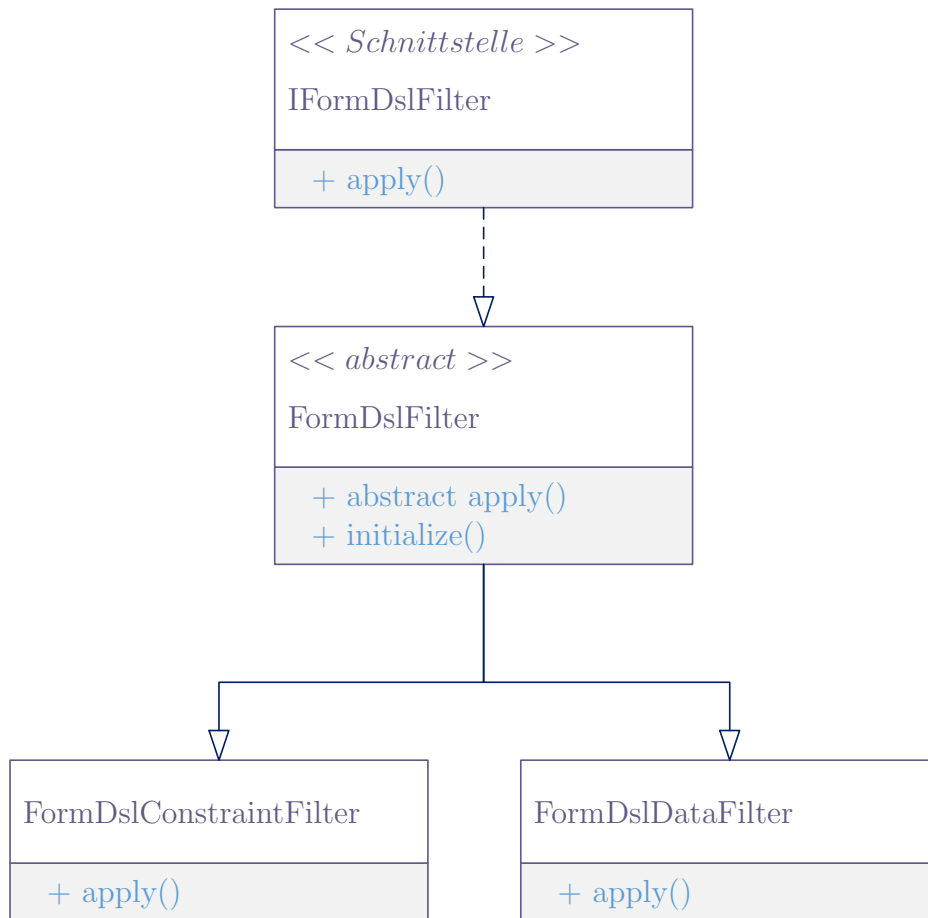 << Schnittstelle >>
IFormDslFilter
+ apply()
<< abstract >>
FormDslFilter
+ abstract apply()
+ initialize()
FormDslConstraintFilter
+ apply()
FormDslDataFilter
+ apply()